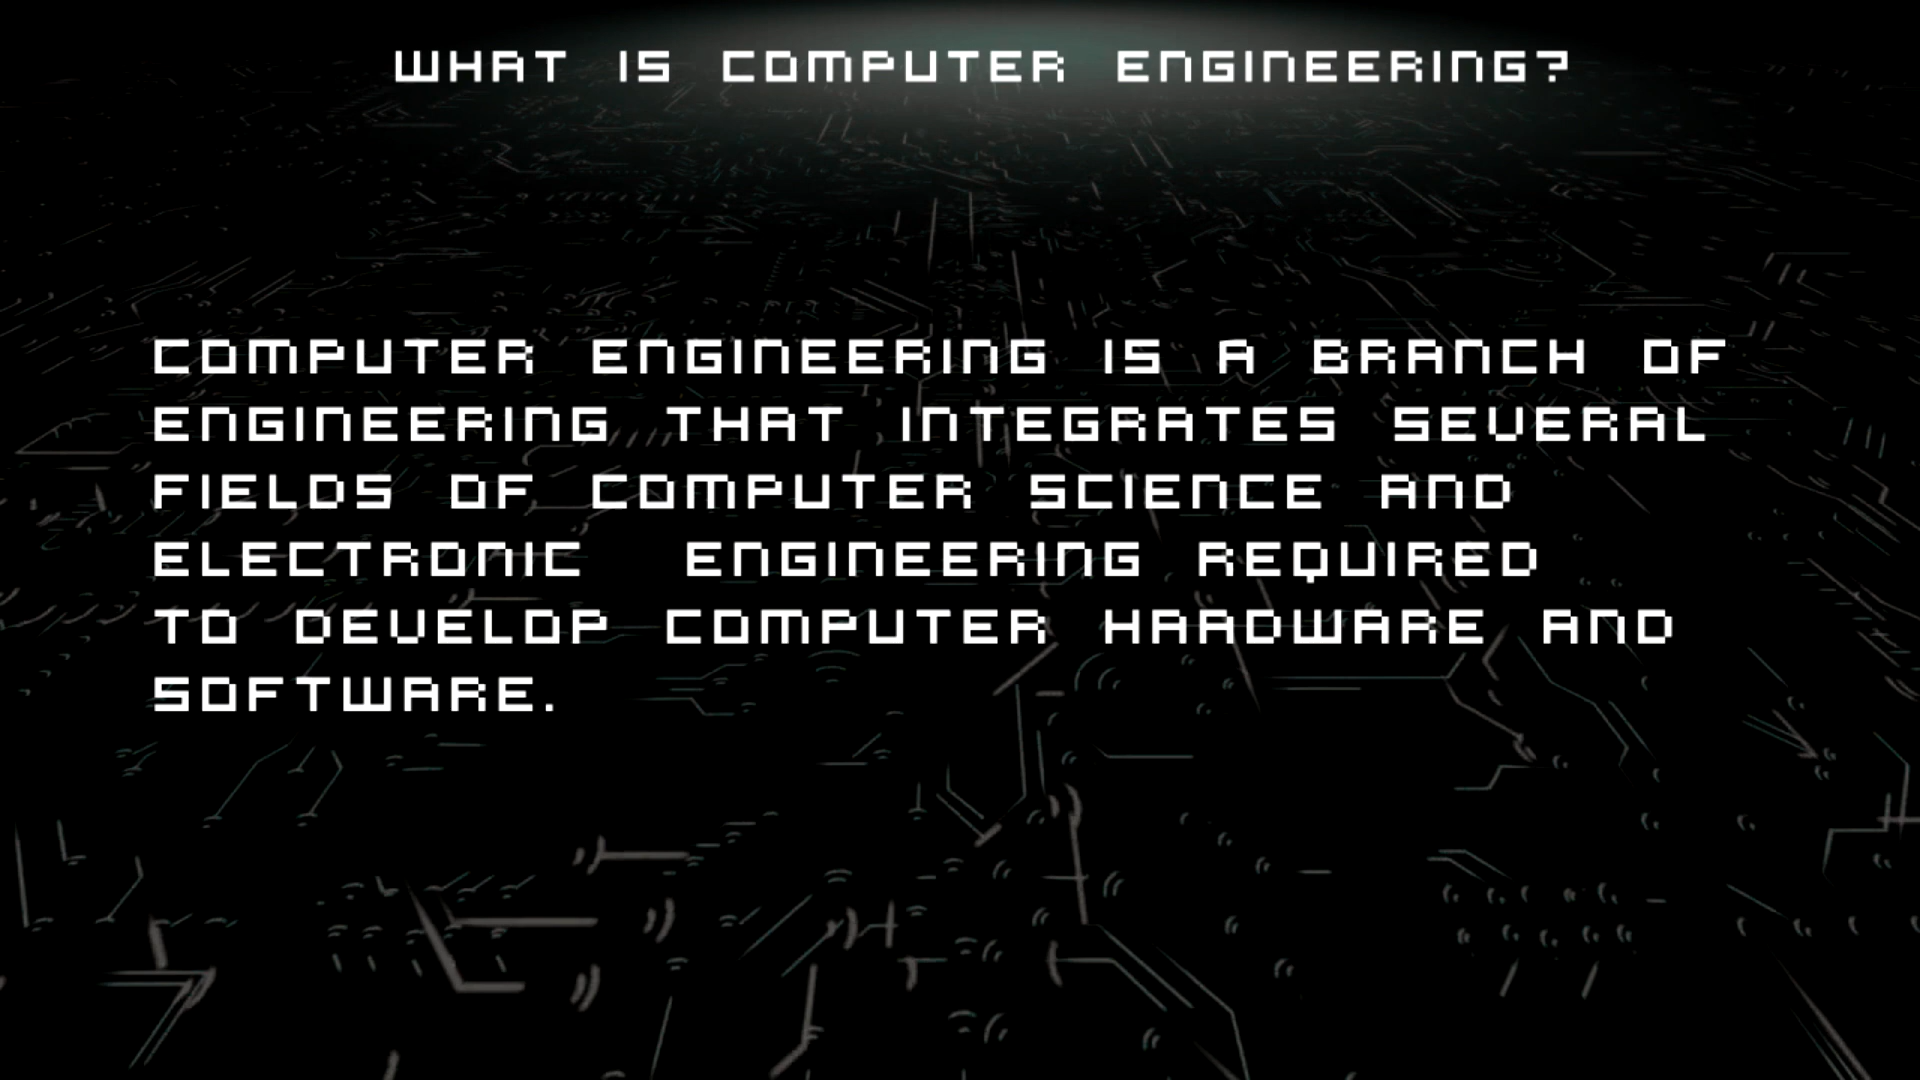 WHAT IS COMPUTER ENGINEERING?
COMPUTER ENGINEERING IS A BRANCH OF
ENGINEERING THAT INTEGRATES SEVERAL
FIELDS OF COMPUTER SCIENCE AND
ELECTRONIC ENGINEERING REQUIRED
TO DEVELOP COMPUTER HARDWARE AND
SOFTWARE.